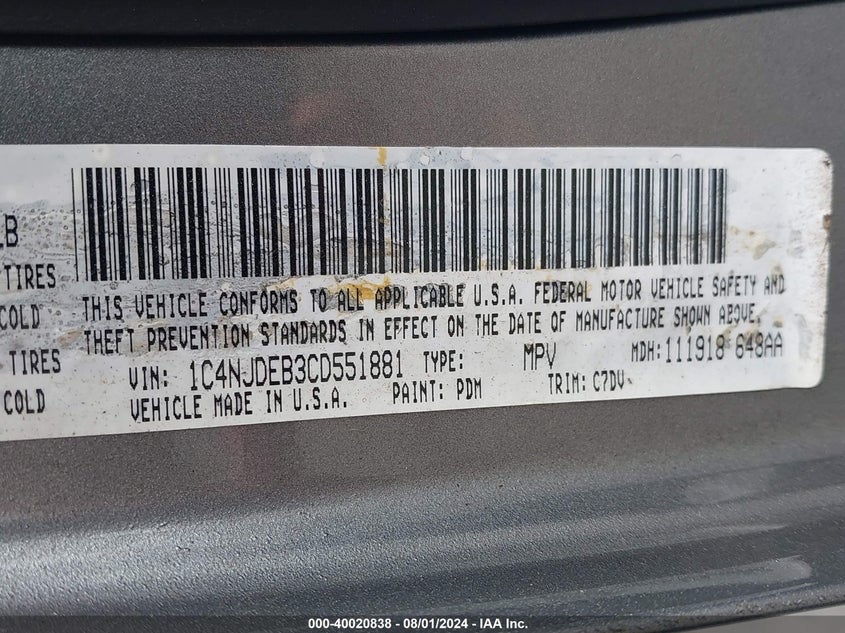 LB
TIRES
COLD
TIRES
COLD
THIS VEHICLE CONFORMS TO ALL APPLICABLE U.S.A. FEDERAL MOTOR VEHICLE SAFETY AND
THEFT PREVENTION STANDARDS IN EFFECT ON THE DATE OF MANUFACTURE SHOWN ABOVE.
VIN: 1C4NJDEB3CD551881 TYPE: MPV MDH:111918 648AA
VEHICLE MADE IN U.S.A. PAINT: PDM TRIM: C7DV
000-40020838 - 08/01/2024 - IAA Inc.